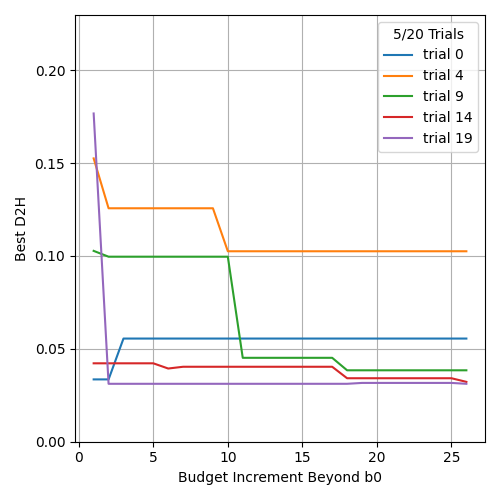 5/20 Trials
trial 0
trial 4
trial 9
trial 14
trial 19
Best D2H
0.20
0.15
0.10
0.05
0.00
0
5
10
15
20
25
Budget Increment Beyond b0